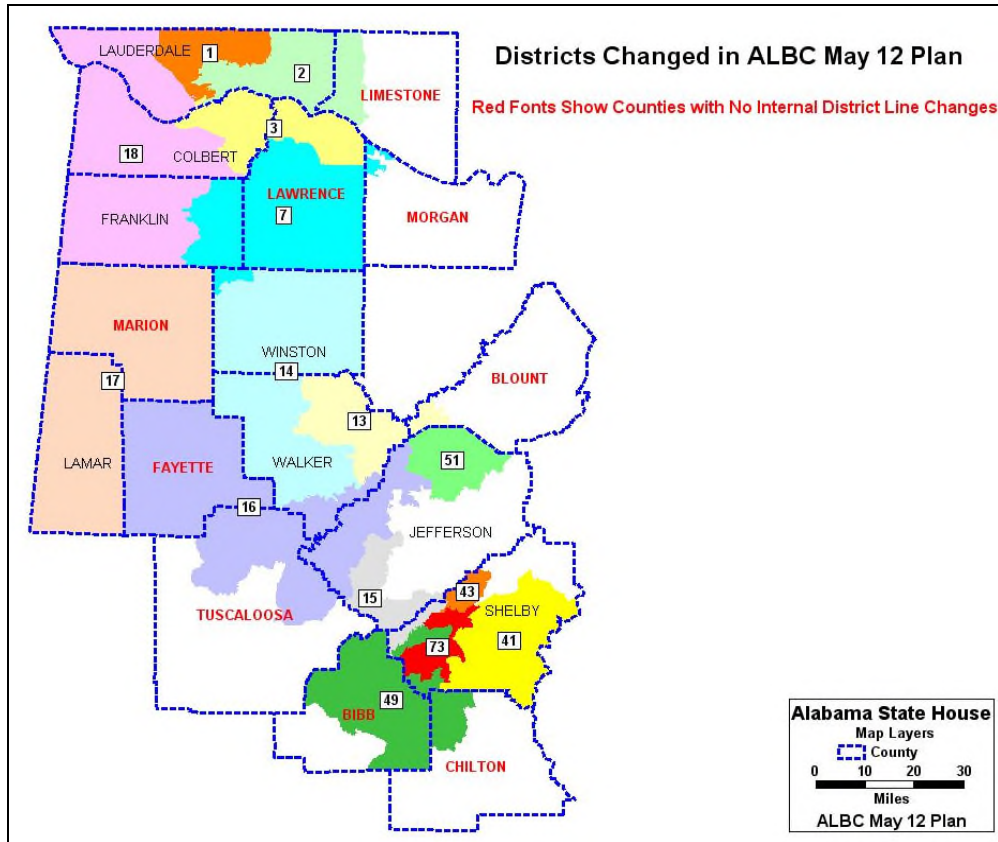 Districts Changed in ALBC May 12 Plan
Red Fonts Show Counties with No Internal District Line Changes
LAUDERDALE
1
2
LIMESTONE
3
18
COLBERT
LAWRENCE
7
FRANKLIN
MORGAN
MARION
WINSTON
14
17
BLOUNT
13
LAMAR
FAYETTE
WALKER
51
16
JEFFERSON
15
43
TUSCALOOSA
SHELBY
73
41
49
BIBB
CHILTON
Alabama State House
Map Layers
County
0 10 20 30
Miles
ALBC May 12 Plan